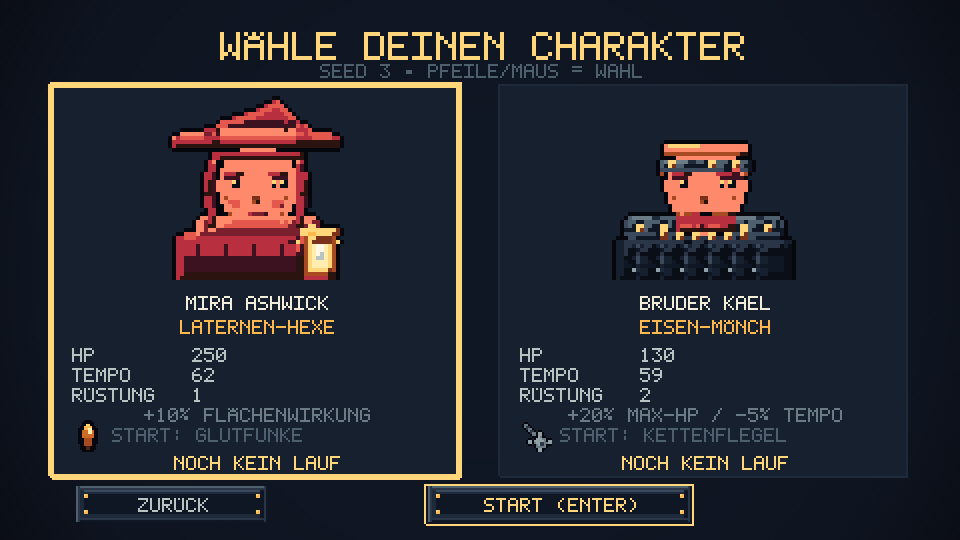 WÄHLE DEINEN CHARAKTER
SEED 3 - PFEILE/MAUS = WAHL
MIRA ASHWICK
LATERNEN-HEXE
HP 250
TEMPO 62
RÜSTUNG 1
+10% FLÄCHENWIRKUNG
START: GLUTFUNKE
NOCH KEIN LAUF
BRUDER KAEL
EISEN-MÖNCH
HP 130
TEMPO 59
RÜSTUNG 2
+20% MAX-HP / -5% TEMPO
START: KETTENFLEGEL
NOCH KEIN LAUF
ZURÜCK
START (ENTER)